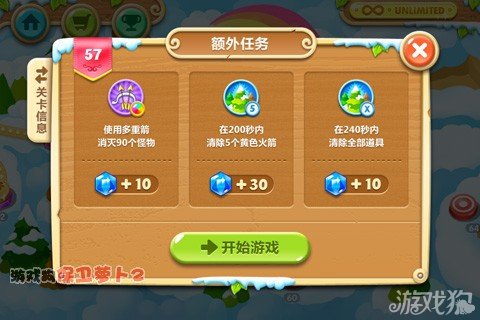 UNLIMITED
额外任务
57
关卡信息
5
X
使用多重箭
消灭90个怪物
在200秒内
清除5个黄色火箭
在240秒内
清除全部道具
+10
+30
+10
开始游戏
游戏狗保卫萝卜2
60
游戏狗